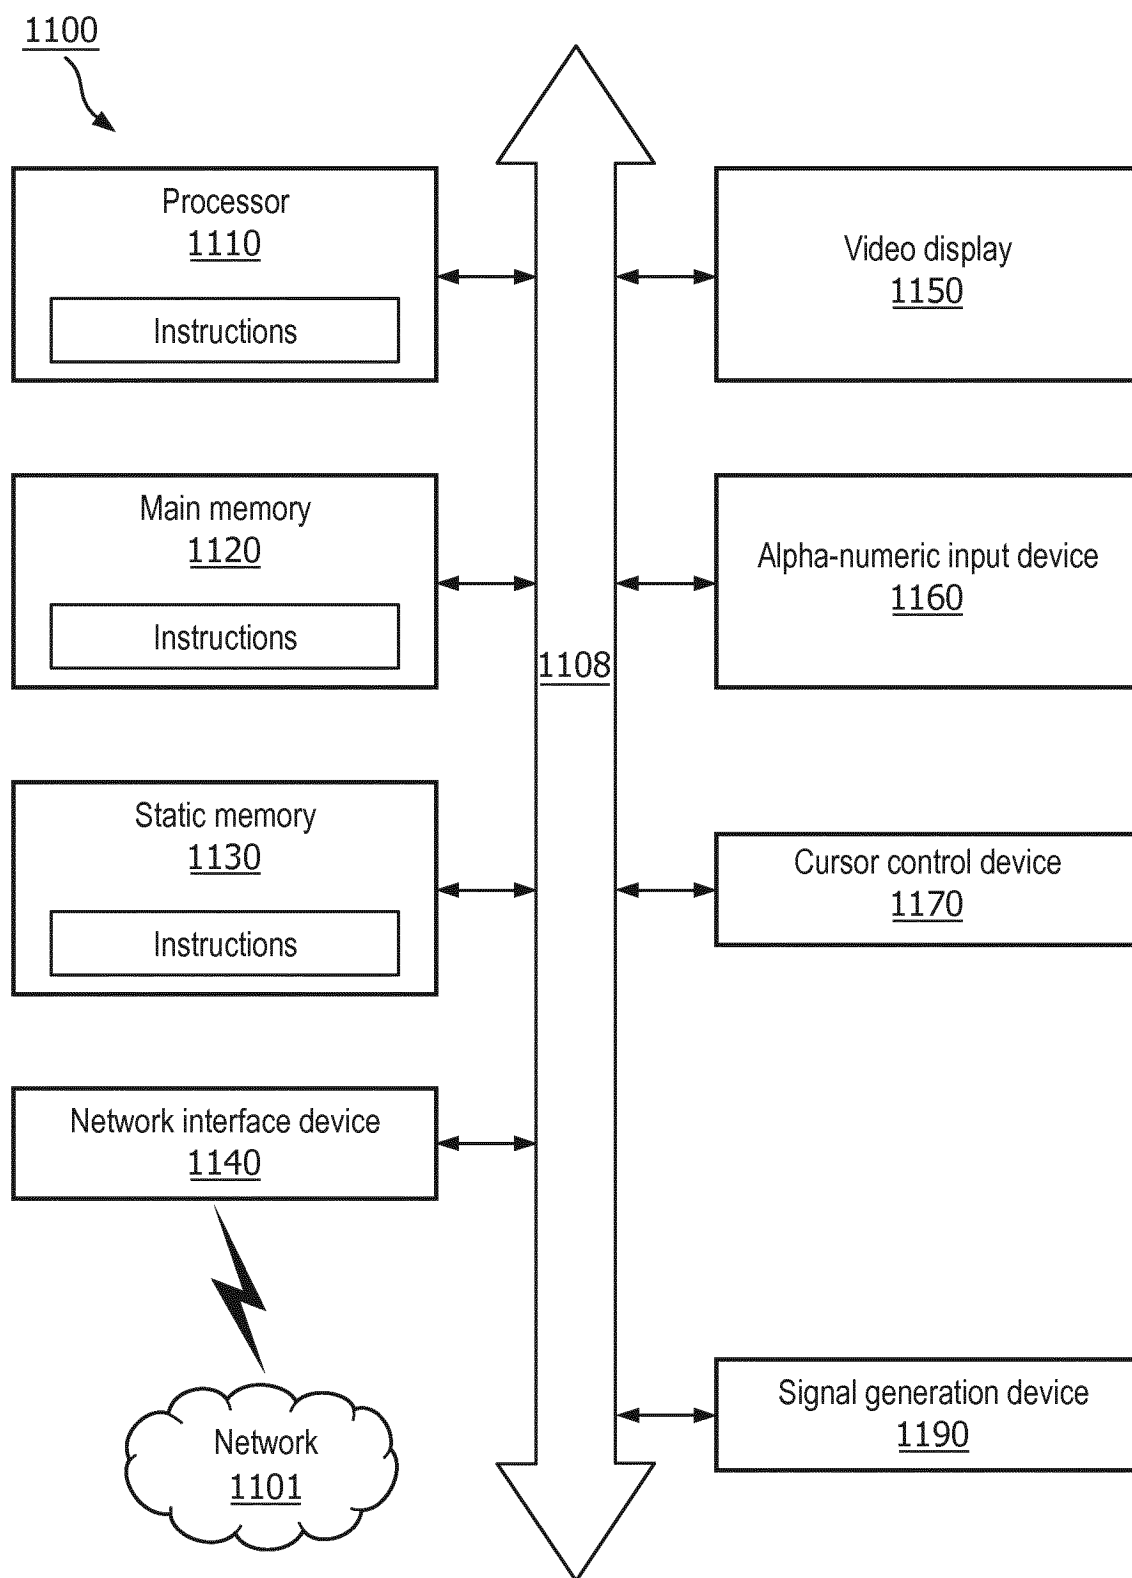 1100
Processor
1110
Instructions
Main memory
1120
Instructions
Static memory
1130
Instructions
Network interface device
1140
Network
1101
1108
Video display
1150
Alpha-numeric input device
1160
Cursor control device
1170
Signal generation device
1190